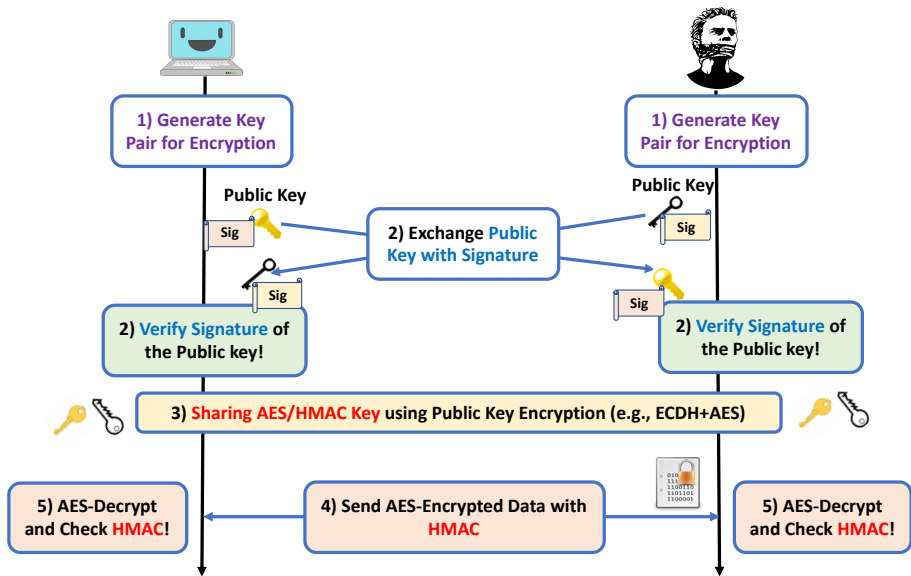 1) Generate Key
Pair for Encryption
1) Generate Key
Pair for Encryption
Public Key
Sig
Public Key
Sig
2) Exchange Public
Key with Signature
Sig
Sig
2) Verify Signature of
the Public key!
2) Verify Signature of
the Public key!
3) Sharing AES/HMAC Key using Public Key Encryption (e.g., ECDH+AES)
5) AES-Decrypt
and Check HMAC!
4) Send AES-Encrypted Data with
HMAC
1100110
1101101
1100001
5) AES-Decrypt
and Check HMAC!